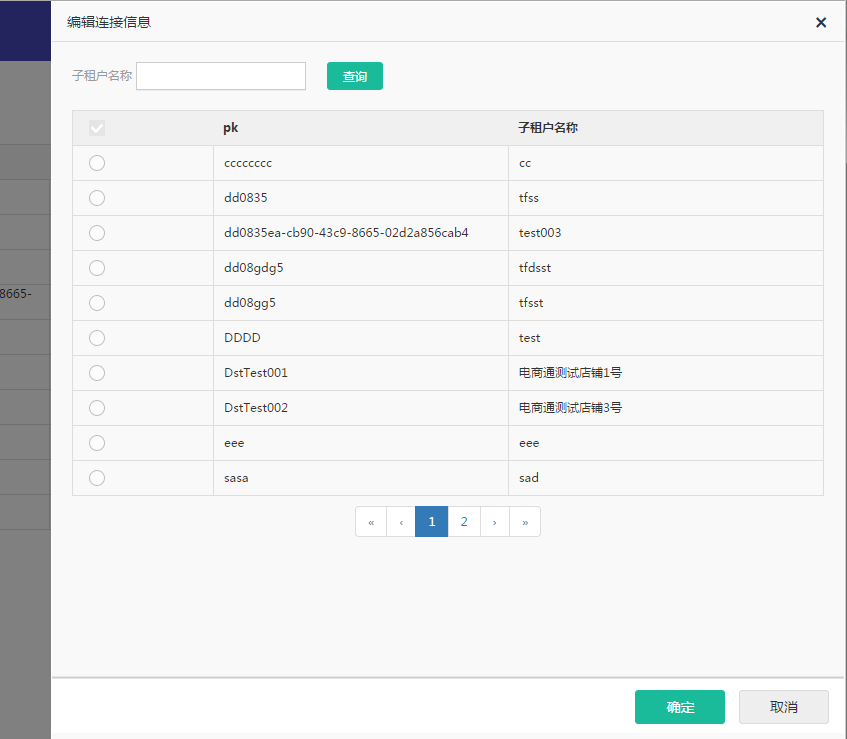 编辑连接信息
×
子租户名称 查询
pk 子租户名称
cccccccc cc
dd0835 tfss
dd0835ea-cb90-43c9-8665-02d2a856cab4 test003
dd08gdg5 tfdsst
8665-
dd08gg5 tfsst
DDDD test
DstTest001 电商通测试店铺1号
DstTest002 电商通测试店铺3号
eee eee
sasa sad
« ‹ 1 2 › »
确定 取消